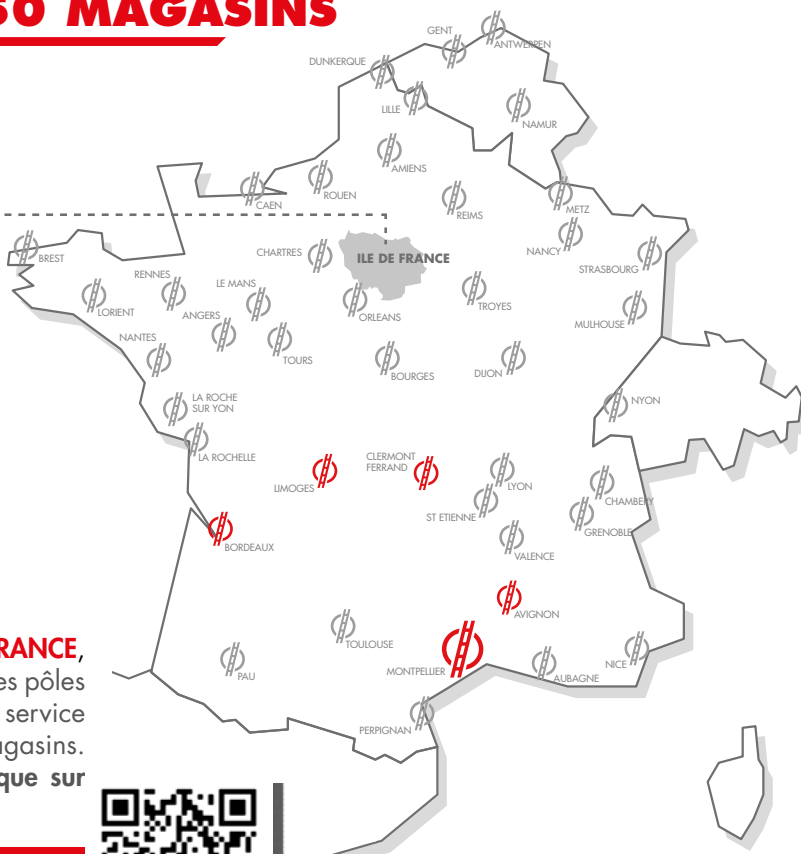 50 MAGASINS
GENT
ANTWERPEN
DUNKERQUE
LILLE
NAMUR
AMIENS
ROUEN
CAEN
REIMS
METZ
NANCY
STRASBOURG
BREST
CHARTRES
ILE DE FRANCE
RENNES
LE MANS
LORIENT
ANGERS
ORLEANS
TROYES
MULHOUSE
NANTES
TOURS
BOURGES
DIJON
LA ROCHE
SUR YON
NYON
LA ROCHELLE
CLERMONT
FERRAND
LIMOGES
LYON
CHAMBERY
ST ETIENNE
GRENOBLE
BORDEAUX
VALENCE
AVIGNON
TOULOUSE
MONTPELLIER
PAU
AUBAGNE
NICE
PERPIGNAN
RANCE,
es pôles
service
agasins.
que sur